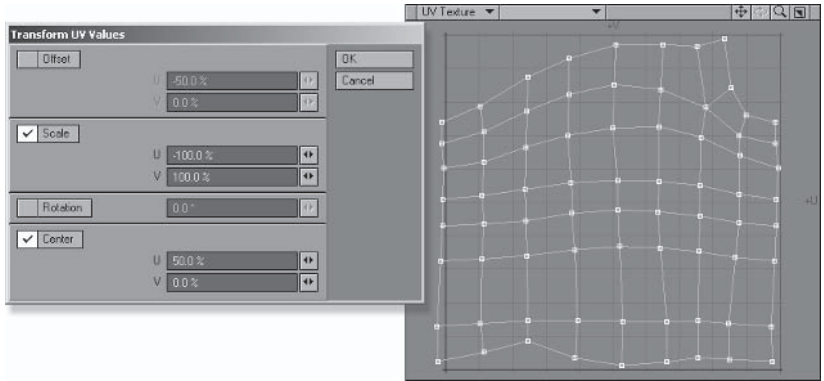 Transform UV Values
Offset
U -50.0 %
V 0.0 %
Scale
U -100.0 %
V 100.0 %
Rotation 0.0 °
Center
U 50.0 %
V 0.0 %
OK
Cancel
UV Texture
+V
+U